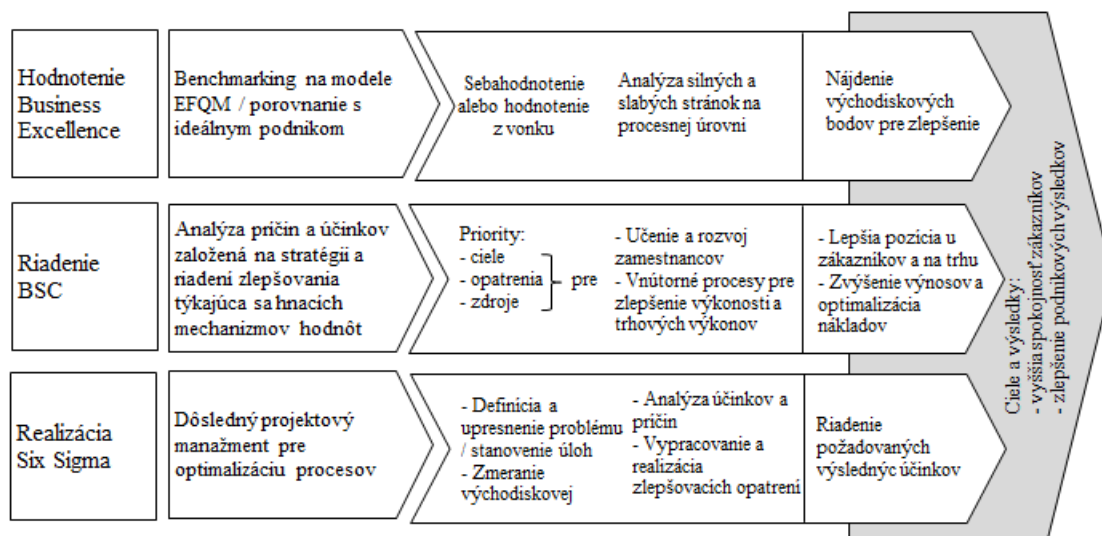 Hodnotenie
Business
Excellence
Benchmarking na modele
EFQM / porovnanie s
ideálnym podnikom
Sebahodnotenie
alebo hodnotenie
z vonku
Analýza silných a
slabých stránok na
procesnej úrovni
Nájdenie
východiskových
bodov pre zlepšenie
Riadenie
BSC
Analýza pričin a účinkov
založená na stratégii a
riadení zlepšovania
týkajúca sa hnacích
mechanizmov hodnôt
Priority:
- ciele
- opatrenia
- zdroje
pre
- Učenie a rozvoj
zamestnancov
- Vnútorné procesy pre
zlepšenie výkonosti a
trhových výkonov
- Lepšia pozícia u
zákazníkov a na trhu
- Zvýšenie výnosov a
optimalizácia
nákladov
Realizácia
Six Sigma
Dôsledný projektový
manažment pre
optimalizáciu procesov
- Definícia a
upresnenie problému
/ stanovenie úloh
- Zmeranie
východiskovej
- Analýza účinkov a
príčin
- Vypracovanie a
realizácia
zlepšovacích opatrení
Riadenie
požadovaných
výslednýc účinkov
Ciele a výsledky:
- vyššia spokojnosť zákazníkov
- zlepšenie podnikových výsledkov